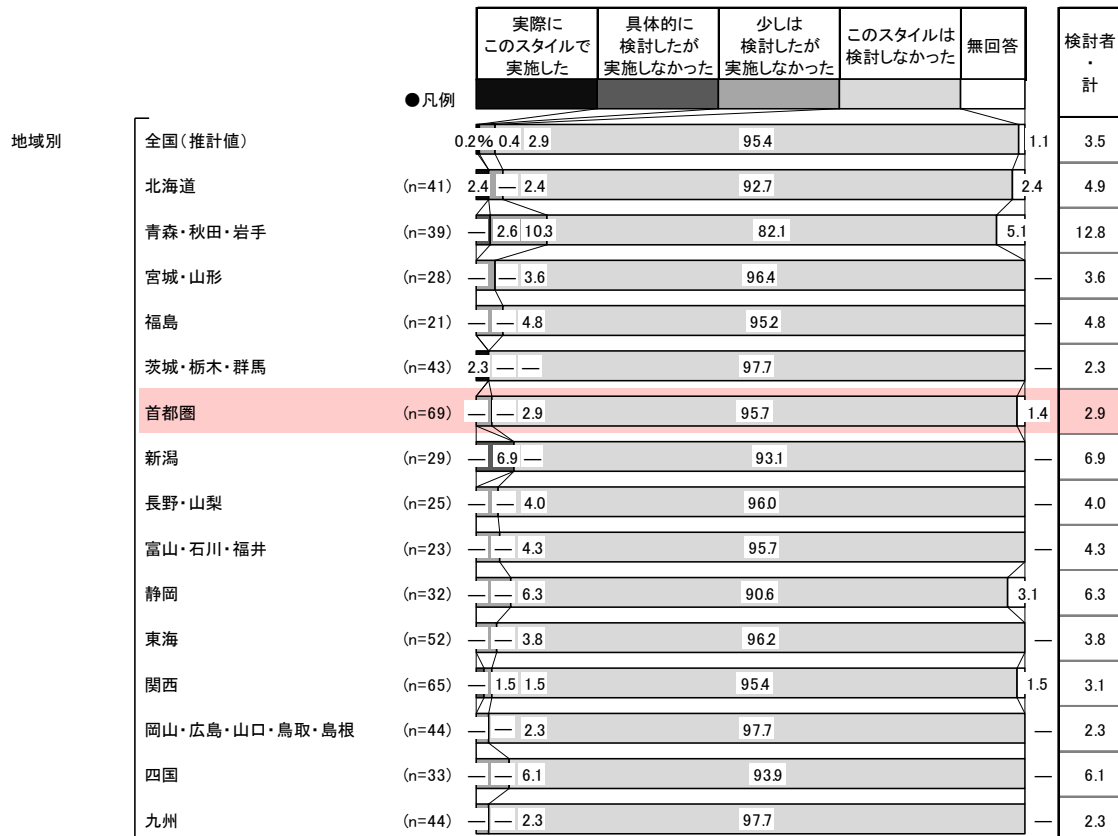 実際に
このスタイルで
実施した
具体的に
検討したが
実施しなかった
少しは
検討したが
実施しなかった
このスタイルは
検討しなかった
無回答
検討者
・
計
●凡例
地域別
全国(推計値) 0.2% 0.4 2.9 95.4 1.1 3.5
北海道 (n=41) 2.4 — 2.4 92.7 2.4 4.9
青森・秋田・岩手 (n=39) — 2.6 10.3 82.1 5.1 12.8
宮城・山形 (n=28) — — 3.6 96.4 — 3.6
福島 (n=21) — — 4.8 95.2 — 4.8
茨城・栃木・群馬 (n=43) 2.3 — — 97.7 — 2.3
首都圏 (n=69) — — 2.9 95.7 1.4 2.9
新潟 (n=29) — 6.9 — 93.1 — 6.9
長野・山梨 (n=25) — — 4.0 96.0 — 4.0
富山・石川・福井 (n=23) — — 4.3 95.7 — 4.3
静岡 (n=32) — — 6.3 90.6 3.1 6.3
東海 (n=52) — — 3.8 96.2 — 3.8
関西 (n=65) — 1.5 1.5 95.4 1.5 3.1
岡山・広島・山口・鳥取・島根 (n=44) — — 2.3 97.7 — 2.3
四国 (n=33) — — 6.1 93.9 — 6.1
九州 (n=44) — — 2.3 97.7 — 2.3